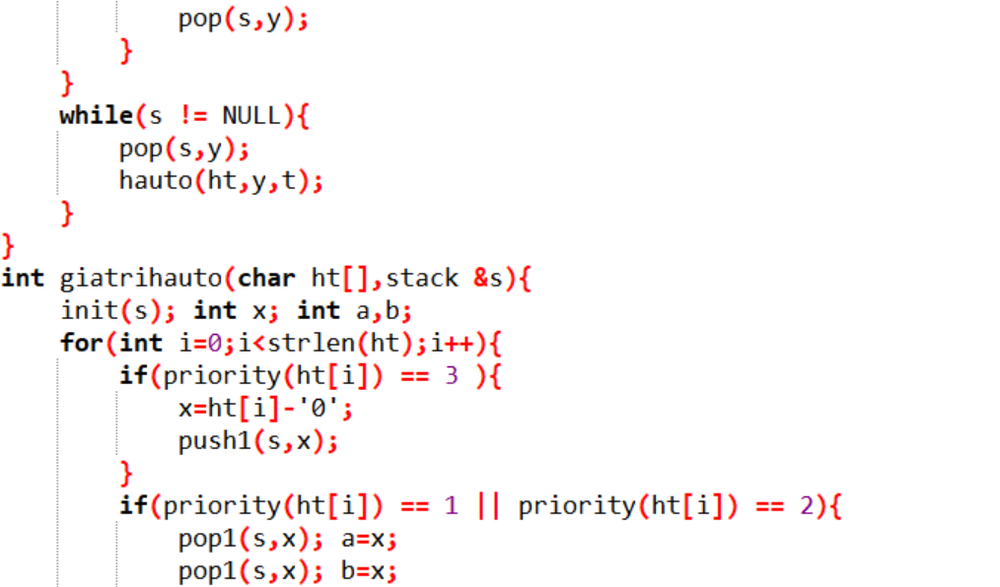 pop(s,y);
        }
    }
    while(s != NULL){
        pop(s,y);
        hauto(ht,y,t);
    }
}
int giatrihauto(char ht[],stack &s){
    init(s); int x; int a,b;
    for(int i=0;i<strlen(ht);i++){
        if(priority(ht[i]) == 3 ){
            x=ht[i]-'0';
            push1(s,x);
        }
        if(priority(ht[i]) == 1 || priority(ht[i]) == 2){
            pop1(s,x); a=x;
            pop1(s,x); b=x;